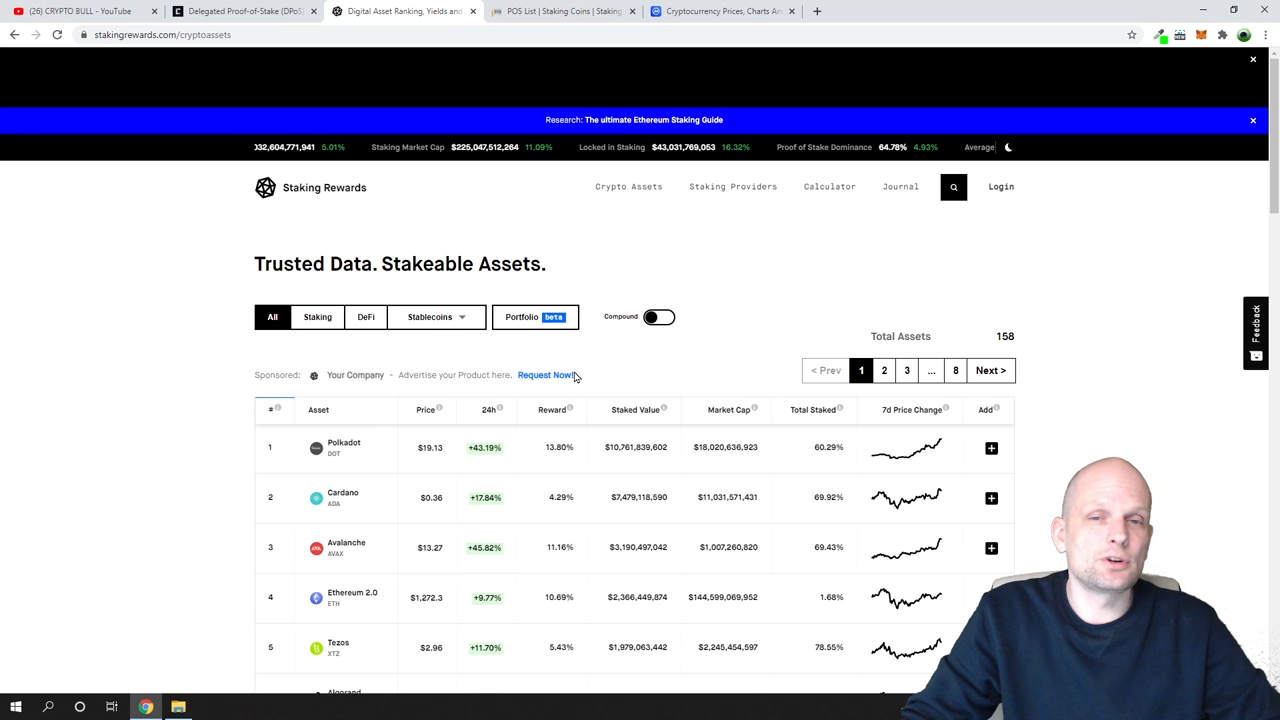 (26) CRYPTO BULL - YouTube
Delegated Proof-of-Stake (DPoS)
Digital Asset Ranking, Yields and
POS List | Staking Coins | Staking
Cryptocurrency Prices, Charts An
stakingrewards.com/cryptoassets
Research: The ultimate Ethereum Staking Guide
032,604,771,941 5.01% Staking Market Cap $225,047,512,264 11.09% Locked in Staking $43,031,769,053 16.32% Proof of Stake Dominance 64.78% 4.93% Average
Staking Rewards
Crypto Assets Staking Providers Calculator Journal Login
Trusted Data. Stakeable Assets.
All Staking DeFi Stablecoins Portfolio beta Compound
Total Assets 158
Sponsored: Your Company - Advertise your Product here. Request Now!
< Prev 1 2 3 ... 8 Next >
# Asset Price 24h Reward Staked Value Market Cap Total Staked 7d Price Change Add
1 Polkadot $19.13 +43.19% 13.80% $10,761,839,602 $18,020,636,923 60.29%
DOT
2 Cardano $0.36 +17.84% 4.29% $7,479,118,590 $11,031,571,431 69.92%
ADA
3 Avalanche $13.27 +45.82% 11.16% $3,190,497,042 $1,007,260,820 69.43%
AVAX
4 Ethereum 2.0 $1,272.3 +9.77% 10.69% $2,366,449,874 $144,599,069,952 1.68%
ETH
5 Tezos $2.96 +11.70% 5.43% $1,979,063,442 $2,245,454,597 78.55%
XTZ
Algorand
Feedback